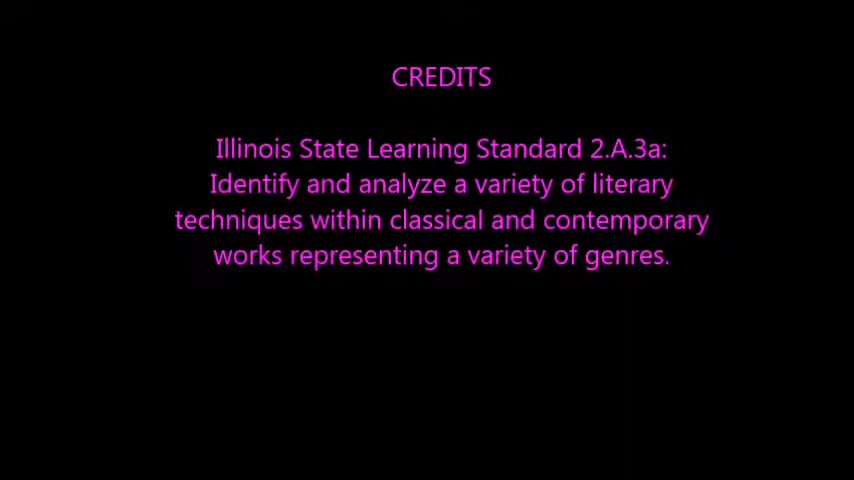 CREDITS
Illinois State Learning Standard 2.A.3a:
Identify and analyze a variety of literary
techniques within classical and contemporary
works representing a variety of genres.